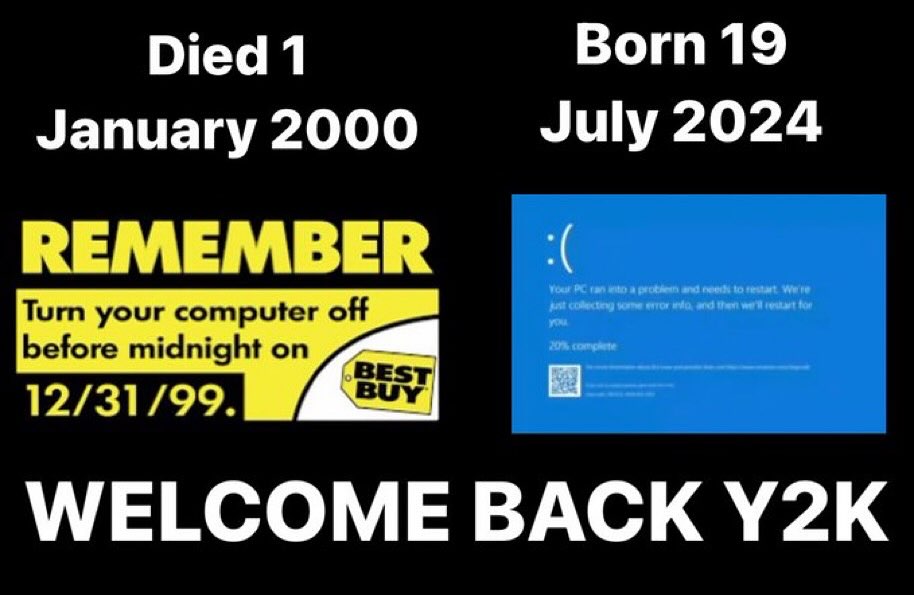 Died 1
January 2000
Born 19
July 2024
REMEMBER
Turn your computer off
before midnight on
12/31/99.
BEST
BUY
:(
Your PC ran into a problem and needs to restart. We're
just collecting some error info, and then we'll restart for
you.
20% complete
WELCOME BACK Y2K